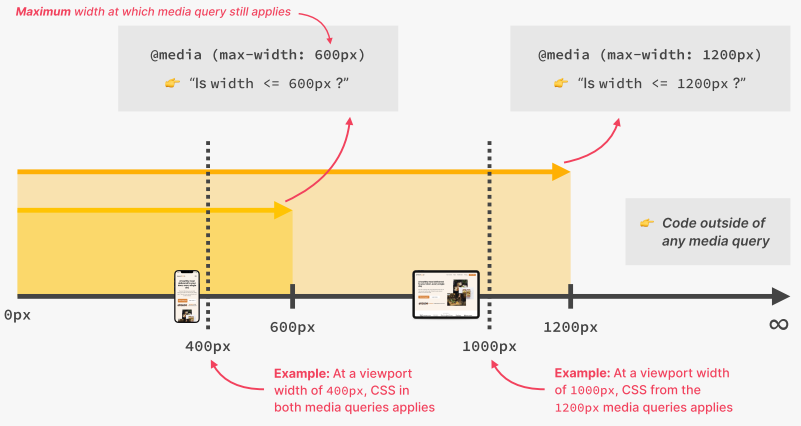 Maximum width at which media query still applies
@media (max-width: 600px)
👉 “Is width <= 600px ?”
@media (max-width: 1200px)
👉 “Is width <= 1200px ?”
👉 Code outside of
any media query
0px
600px
1200px
∞
400px
1000px
Example: At a viewport
width of 400px, CSS in
both media queries applies
Example: At a viewport width
of 1000px, CSS from the
1200px media queries applies